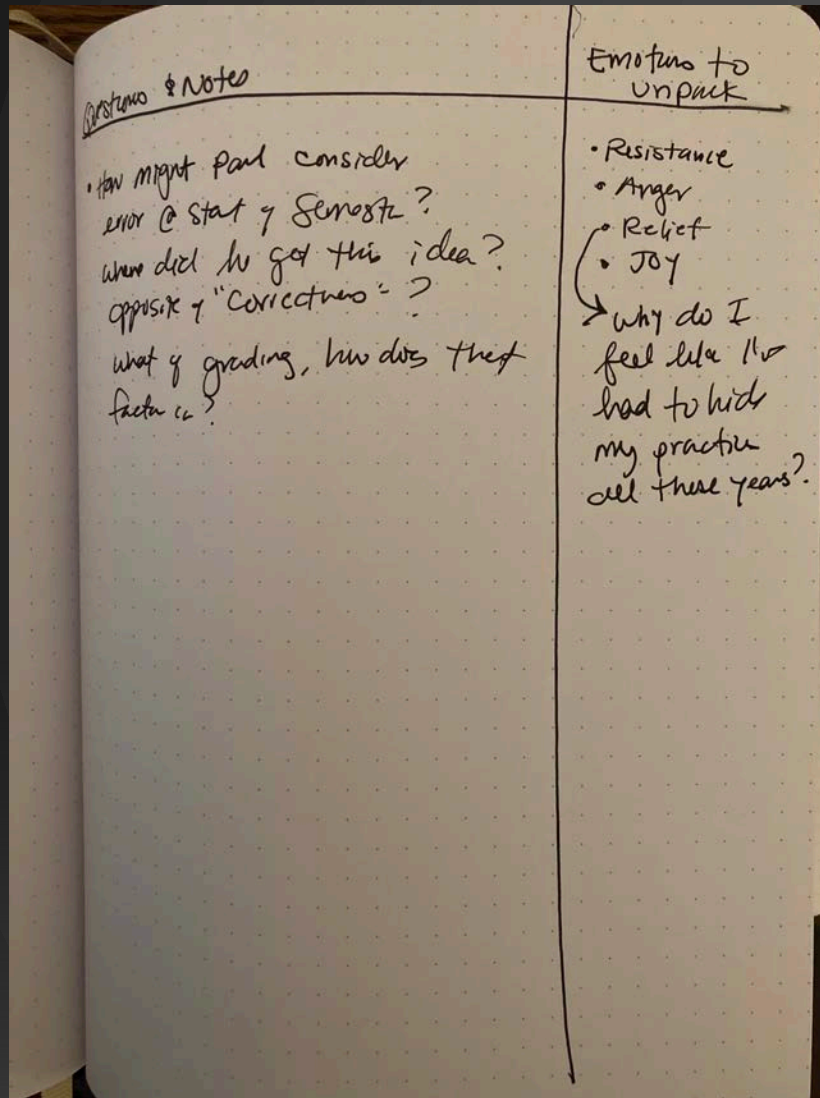 Questions & Notes
• How might Paul consider
error @ start of Semester?
where did he get this idea?
opposite of "Correctness" ?
what of grading, how does that
factor in?
Emotions to
unpack
• Resistance
• Anger
• Relief
• JOY
why do I
feel like I've
had to hide
my practice
all these years?